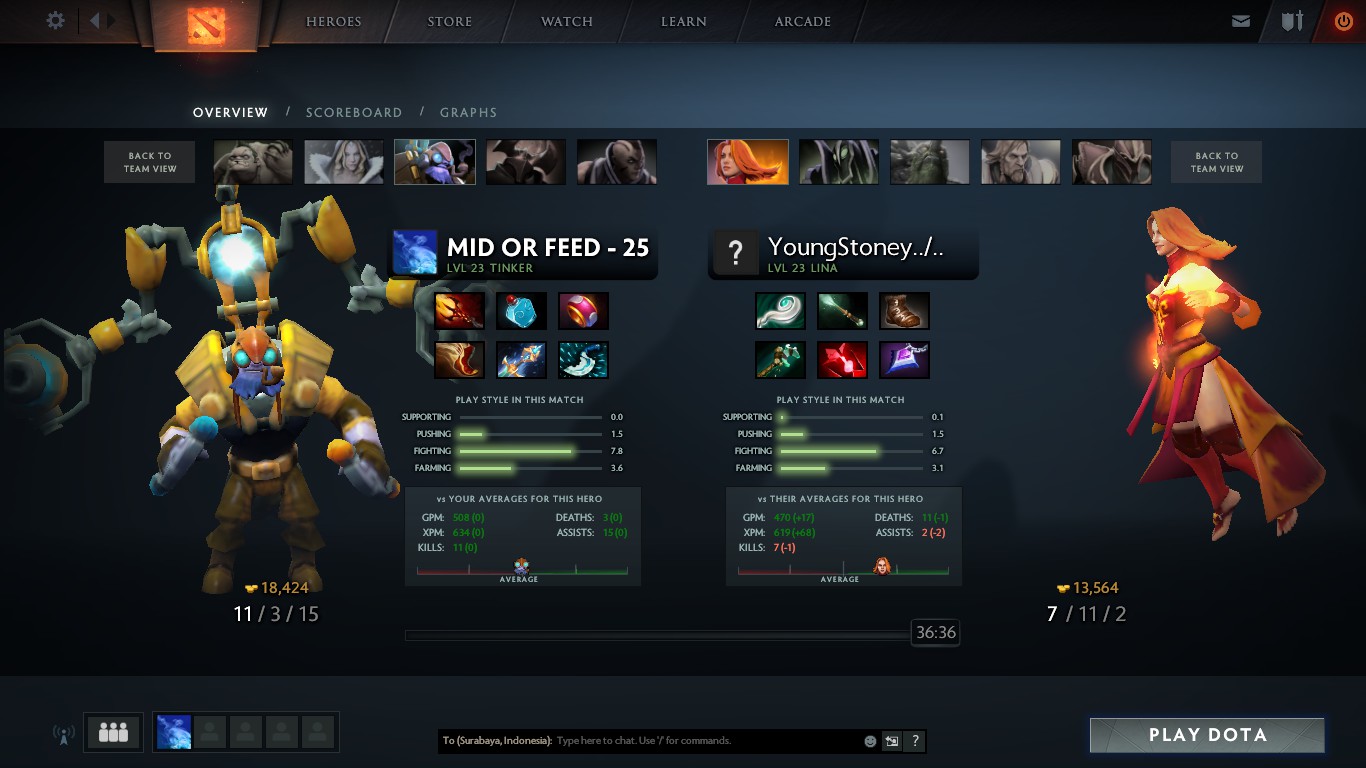 HEROES
STORE
WATCH
LEARN
ARCADE
OVERVIEW / SCOREBOARD / GRAPHS
BACK TO
TEAM VIEW
BACK TO
TEAM VIEW
MID OR FEED - 25
LVL 23 TINKER
?
YoungStoney../..
LVL 23 LINA
PLAY STYLE IN THIS MATCH
SUPPORTING 0.0
PUSHING 1.5
FIGHTING 7.8
FARMING 3.6
PLAY STYLE IN THIS MATCH
SUPPORTING 0.1
PUSHING 1.5
FIGHTING 6.7
FARMING 3.1
vs YOUR AVERAGES FOR THIS HERO
GPM: 508 (0) DEATHS: 3 (0)
XPM: 634 (0) ASSISTS: 15 (0)
KILLS: 11 (0)
AVERAGE
vs THEIR AVERAGES FOR THIS HERO
GPM: 470 (+17) DEATHS: 11 (-1)
XPM: 619 (+68) ASSISTS: 2 (-2)
KILLS: 7 (-1)
AVERAGE
18,424
11 / 3 / 15
13,564
7 / 11 / 2
36:36
To (Surabaya, Indonesia): Type here to chat. Use '/' for commands.
?
PLAY DOTA